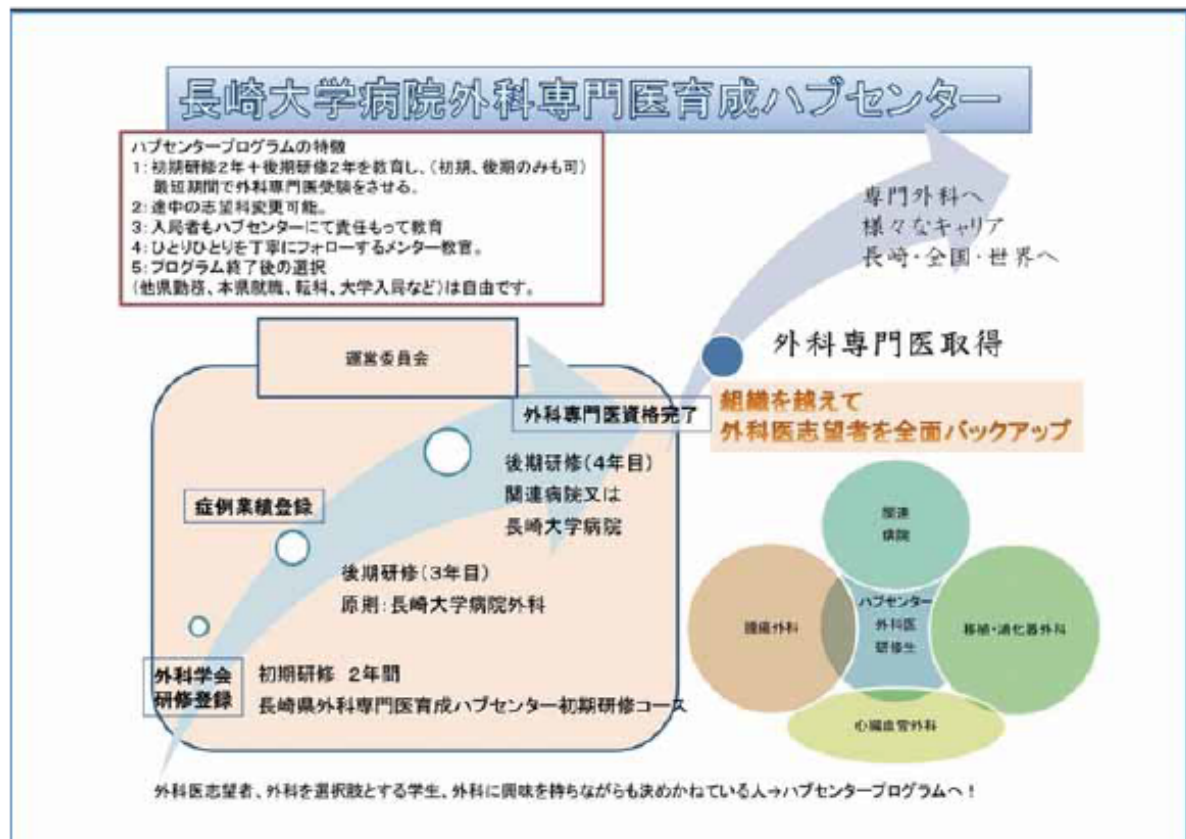 長崎大学病院外科専門医育成ハブセンター
ハブセンタープログラムの特徴
1:初期研修2年+後期研修2年を教育し、(初期、後期のみも可)
最短期間で外科専門医受験をさせる。
2:途中の志望科変更可能。
3:入局者もハブセンターにて責任もって教育
4:ひとりひとりを丁寧にフォローするメンター教官。
5:プログラム終了後の選択
(他県勤務、本県就職、転科、大学入局など)は自由です。
専門外科へ
様々なキャリア
長崎・全国・世界へ
運営委員会
外科専門医取得
外科専門医資格完了
組織を越えて
外科医志望者を全面バックアップ
後期研修(4年目)
関連病院又は
長崎大学病院
症例業績登録
後期研修(3年目)
原則:長崎大学病院外科
外科学会
研修登録
初期研修 2年間
長崎県外科専門医育成ハブセンター初期研修コース
関連
病院
腫瘍外科
ハブセンター
外科医
研修生
移植・消化器外科
心臓血管外科
外科医志望者、外科を選択肢とする学生、外科に興味を持ちながらも決めかねている人→ハブセンタープログラムへ!